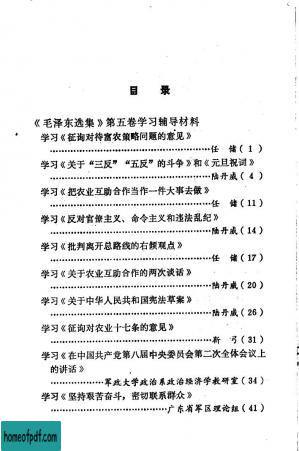 目 录
《毛泽东选集》第五卷学习辅导材料
学习《征询对待富农策略问题的意见》
任 储 ( 1 )
学习《关于“三反”“五反”的斗争》和《元旦祝词》
陆丹威 ( 4 )
学习《把农业互助合作当作一件大事去做》
任 储 (11)
学习《反对官僚主义、命令主义和违法乱纪》
陆丹威 (14)
学习《批判离开总路线的右倾观点》
任 储 (17)
学习《关于农业互助合作的两次谈话》
陆丹威 (20)
学习《关于中华人民共和国宪法草案》
陆丹威 (26)
学习《征询对农业十七条的意见》
靳 弓 (31)
学习《在中国共产党第八届中央委员会第二次全体会议上
的讲话》
军政大学政治系政治经济学教研室 (34)
学习《坚持艰苦奋斗，密切联系群众》
广东省军区理论组 (41)
homeofpdf.com
homeofpdf.com